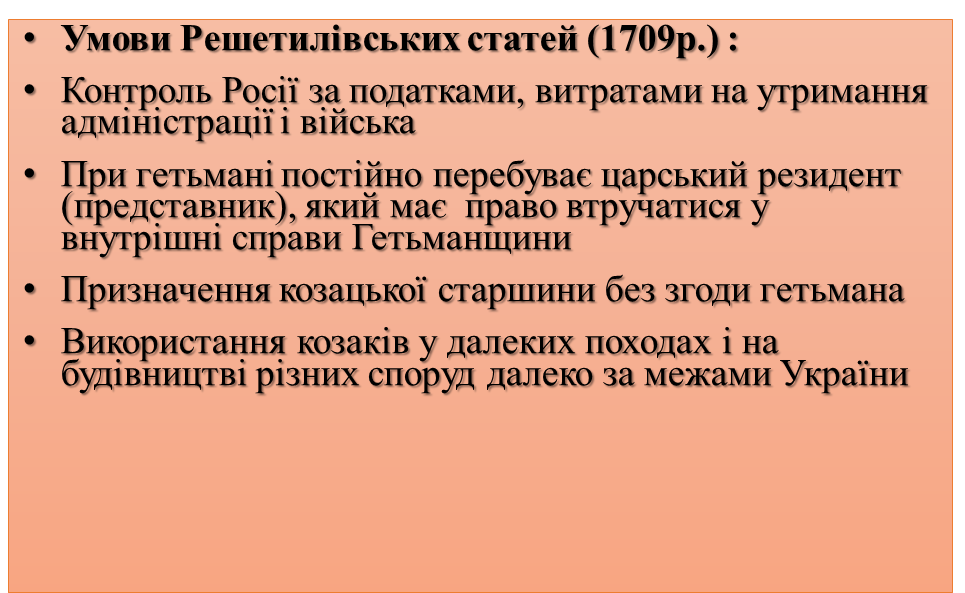 • Умови Решетилівських статей (1709р.) :
• Контроль Росії за податками, витратами на утримання
адміністрації і війська
• При гетьмані постійно перебуває царський резидент
(представник), який має право втручатися у
внутрішні справи Гетьманщини
• Призначення козацької старшини без згоди гетьмана
• Використання козаків у далеких походах і на
будівництві різних споруд далеко за межами України